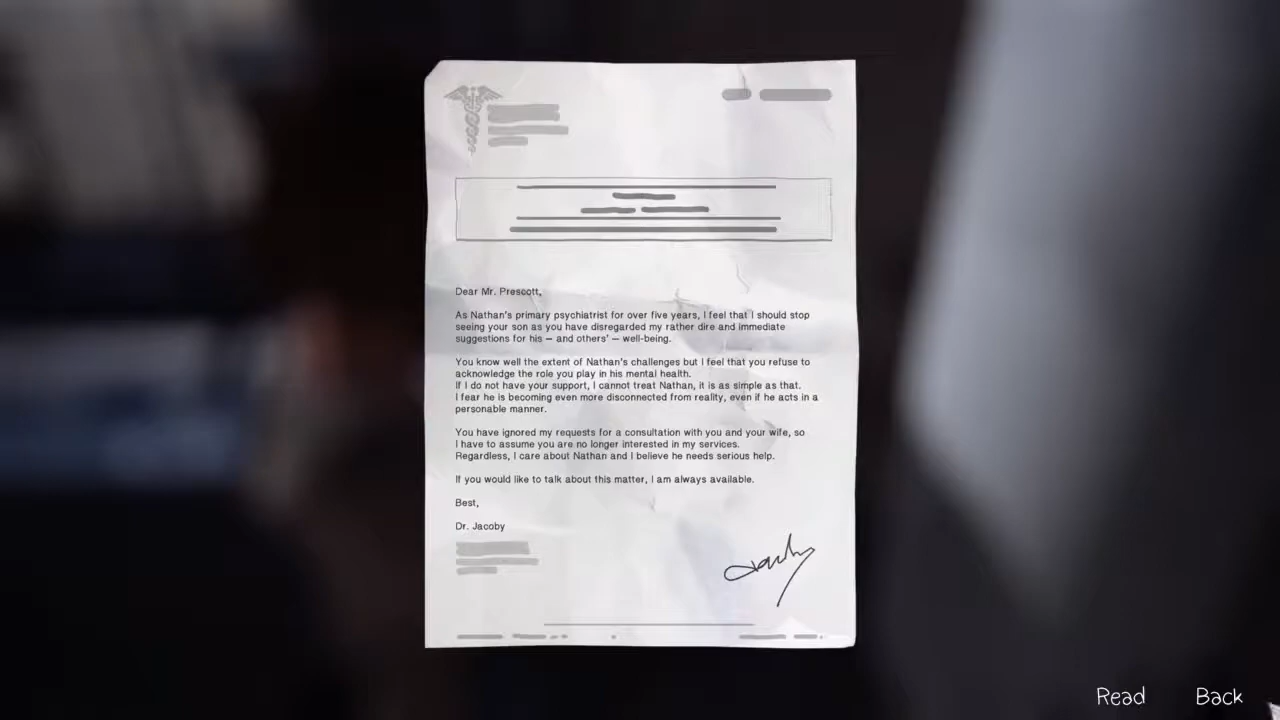 Dear Mr. Prescott,
As Nathan's primary psychiatrist for over five years, I feel that I should stop
seeing your son as you have disregarded my rather dire and immediate
suggestions for his — and others' — well-being.
You know well the extent of Nathan's challenges but I feel that you refuse to
acknowledge the role you play in his mental health.
If I do not have your support, I cannot treat Nathan, it is as simple as that.
I fear he is becoming even more disconnected from reality, even if he acts in a
personable manner.
You have ignored my requests for a consultation with you and your wife, so
I have to assume you are no longer interested in my services.
Regardless, I care about Nathan and I believe he needs serious help.
If you would like to talk about this matter, I am always available.
Best,
Dr. Jacoby
Read Back